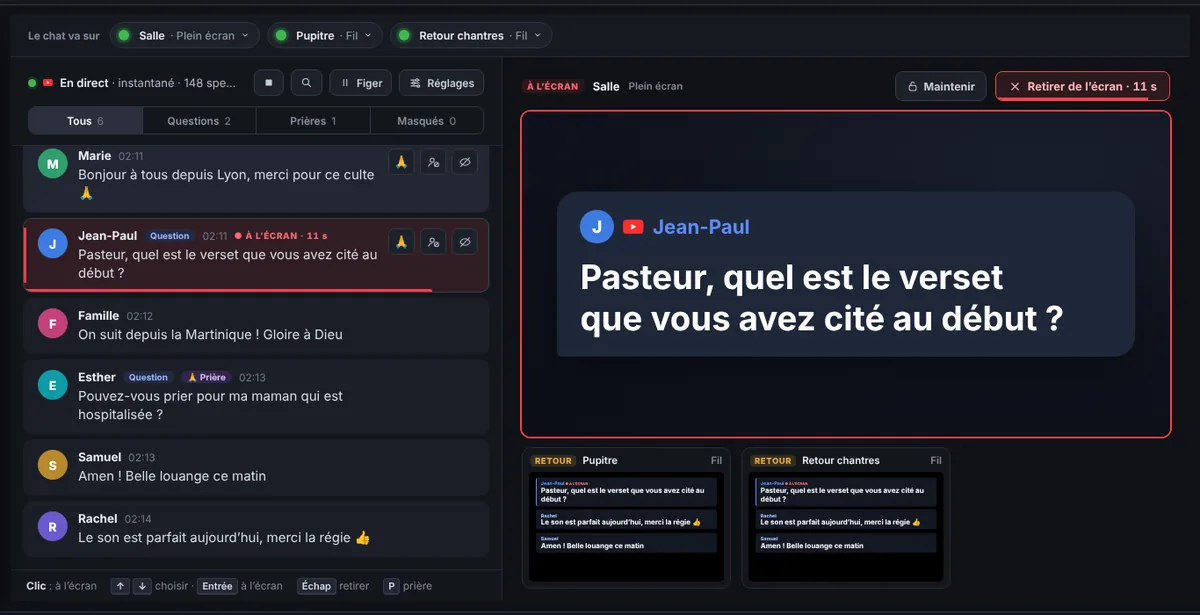 Le chat va sur Salle · Plein écran Pupitre · Fil Retour chantres · Fil
En direct · instantané · 148 spe... Figer Réglages
Tous 6 Questions 2 Prières 1 Masqués 0
M Marie 02:11 🙏
Bonjour à tous depuis Lyon, merci pour ce culte
🙏
J Jean-Paul Question 02:11 À L'ÉCRAN · 11 s 🙏
Pasteur, quel est le verset que vous avez cité au
début ?
F Famille 02:12
On suit depuis la Martinique ! Gloire à Dieu
E Esther Question 🙏 Prière 02:13
Pouvez-vous prier pour ma maman qui est
hospitalisée ?
S Samuel 02:13
Amen ! Belle louange ce matin
R Rachel 02:14
Le son est parfait aujourd'hui, merci la régie 👍
Clic : à l'écran ↑ ↓ choisir · Entrée à l'écran Échap retirer P prière
À L'ÉCRAN Salle Plein écran Maintenir Retirer de l'écran · 11 s
J Jean-Paul
Pasteur, quel est le verset
que vous avez cité au début ?
RETOUR Pupitre Fil
Jean-Paul À L'ÉCRAN
Pasteur, quel est le verset que vous avez cité au
début ?
Rachel
Le son est parfait aujourd'hui, merci la régie 👍
Samuel
Amen ! Belle louange ce matin
RETOUR Retour chantres Fil
Jean-Paul À L'ÉCRAN
Pasteur, quel est le verset que vous avez cité au
début ?
Rachel
Le son est parfait aujourd'hui, merci la régie 👍
Samuel
Amen ! Belle louange ce matin